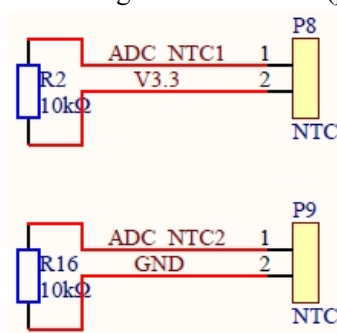 P8
ADC_NTC1 1
R2 V3.3 2
10kΩ
NTC
P9
ADC_NTC2 1
R16 GND 2
10kΩ
NTC